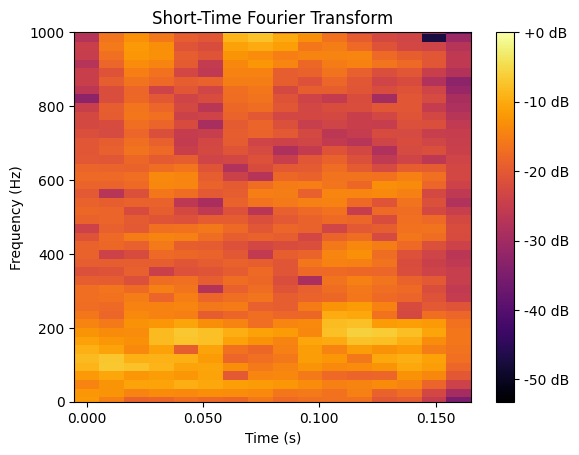 Short-Time Fourier Transform
1000
800
600
400
200
0
Frequency (Hz)
0.000
0.050
0.100
0.150
Time (s)
+0 dB
-10 dB
-20 dB
-30 dB
-40 dB
-50 dB